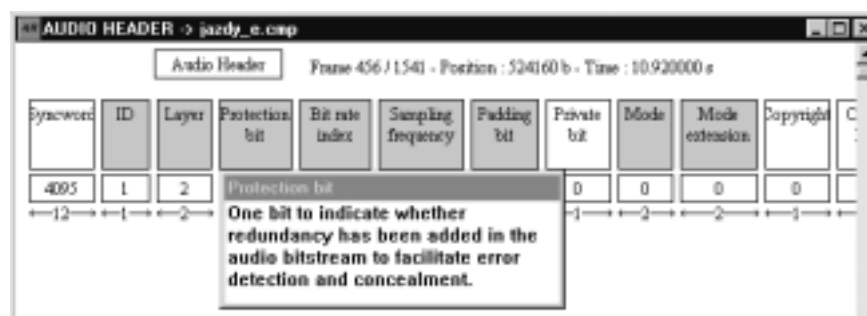 AUDIO HEADER -> jazdy_e.cmp
Audio Header
Frame 456 / 1541 - Position : 524160 b - Time : 10.920000 s
Syncword ID Layer Protection bit Bit rate index Sampling frequency Padding bit Private bit Mode Mode extension Copyright
4095 1 2 0 0 0 0
12 1 2 1 2 2 1
Protection bit
One bit to indicate whether
redundancy has been added in the
audio bitstream to facilitate error
detection and concealment.